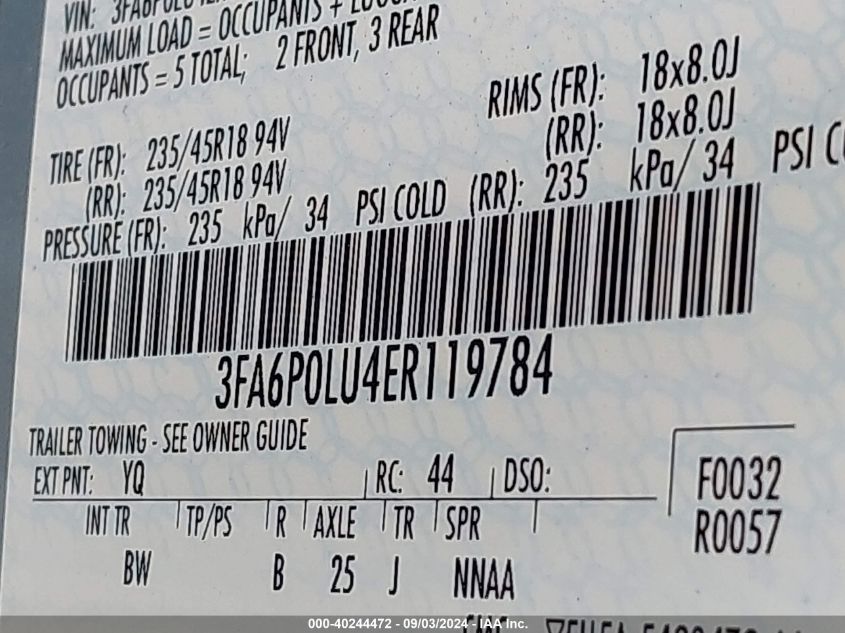 VIN: 3FA6P0LU4ER
MAXIMUM LOAD = OCCUPANTS +
OCCUPANTS = 5 TOTAL; 2 FRONT, 3 REAR
TIRE (FR): 235/45R18 94V RIMS (FR): 18x8.0J
(RR): 235/45R18 94V (RR): 18x8.0J
PRESSURE (FR): 235 kPa/ 34 PSI COLD (RR): 235 kPa/ 34 PSI
3FA6P0LU4ER119784
TRAILER TOWING - SEE OWNER GUIDE
EXT PNT: YQ RC: 44 DSO: F0032
INT TR TP/PS R AXLE TR SPR R0057
BW B 25 J NNAA
000-40244472 - 09/03/2024 - IAA Inc.